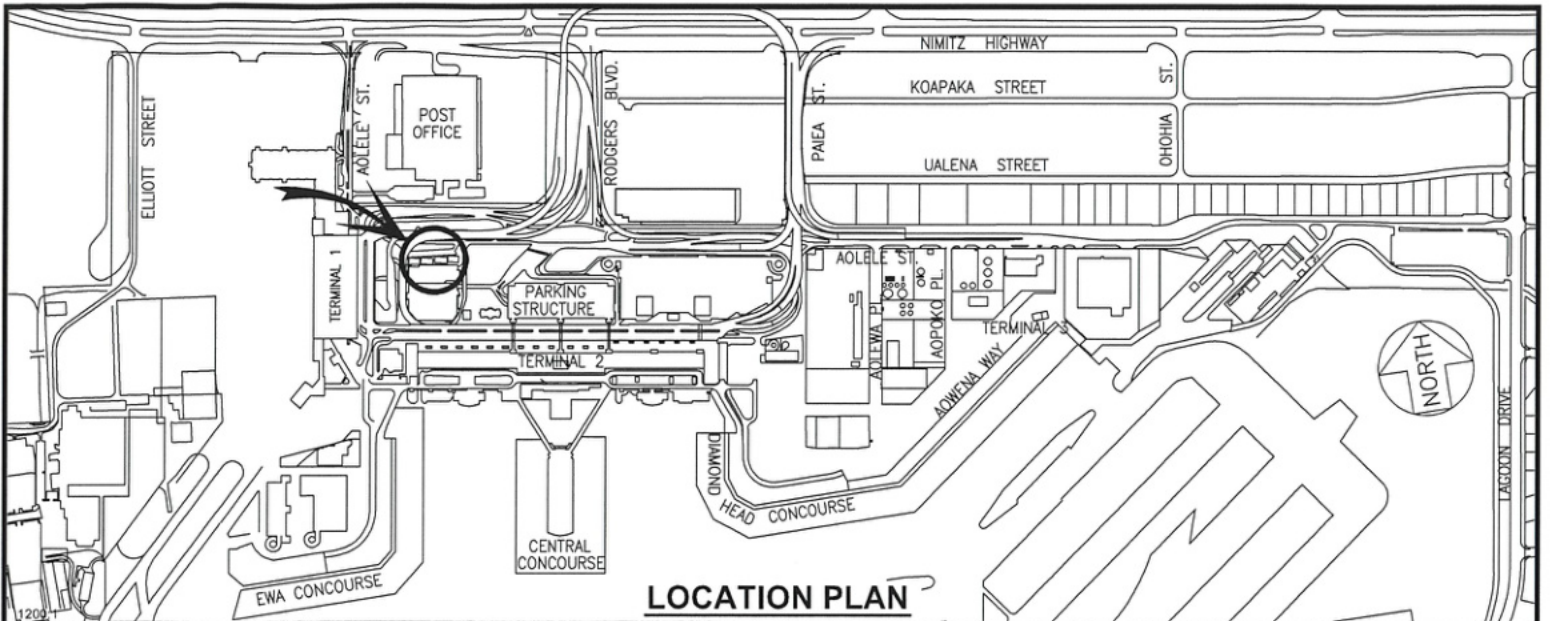 NIMITZ HIGHWAY
KOAPAKA STREET
UALENA STREET
ELLIOTT STREET
AOLELE ST.
POST
OFFICE
RODGERS BLVD.
PAIEA ST.
OHOHIA ST.
TERMINAL 1
PARKING
STRUCTURE
TERMINAL 2
AOLELE ST.
AOLEWA PL.
AOPOKO PL.
TERMINAL 3
AOWENA WAY
NORTH
LAGOON DRIVE
DIAMOND
HEAD CONCOURSE
CENTRAL
CONCOURSE
EWA CONCOURSE
LOCATION PLAN